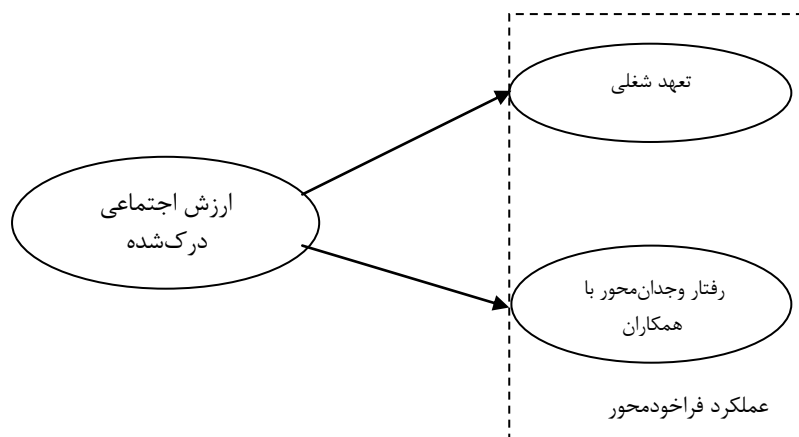 تعهد شغلی
ارزش اجتماعی
درک‌شده
رفتار وجدان‌محور با
همکاران
عملکرد فراخودمحور